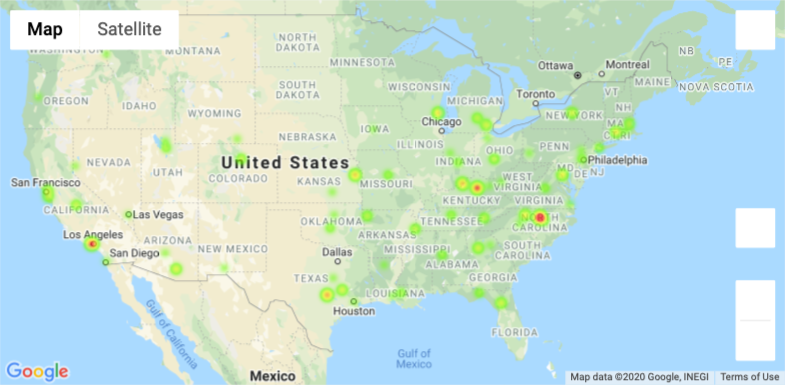 Map
Satellite
WASHINGTON
MONTANA
NORTH
DAKOTA
MINNESOTA
Ottawa
Montreal
NB
PE
NOVA SCOTIA
MAINE
OREGON
IDAHO
WYOMING
SOUTH
DAKOTA
WISCONSIN
MICHIGAN
Toronto
VT
NH
NEW YORK
MA
CT
RI
Chicago
IOWA
NEBRASKA
NEVADA
UTAH
COLORADO
United States
ILLINOIS
INDIANA
OHIO
PENN
Philadelphia
NJ
MD
DE
San Francisco
CALIFORNIA
Las Vegas
KANSAS
MISSOURI
WEST
VIRGINIA
VIRGINIA
KENTUCKY
Los Angeles
San Diego
ARIZONA
NEW MEXICO
OKLAHOMA
ARKANSAS
TENNESSEE
NORTH
CAROLINA
SOUTH
CAROLINA
Dallas
MISSISSIPPI
ALABAMA
GEORGIA
TEXAS
LOUISIANA
Houston
FLORIDA
Gulf of California
Gulf of
Mexico
Mexico
Google
Map data ©2020 Google, INEGI
Terms of Use